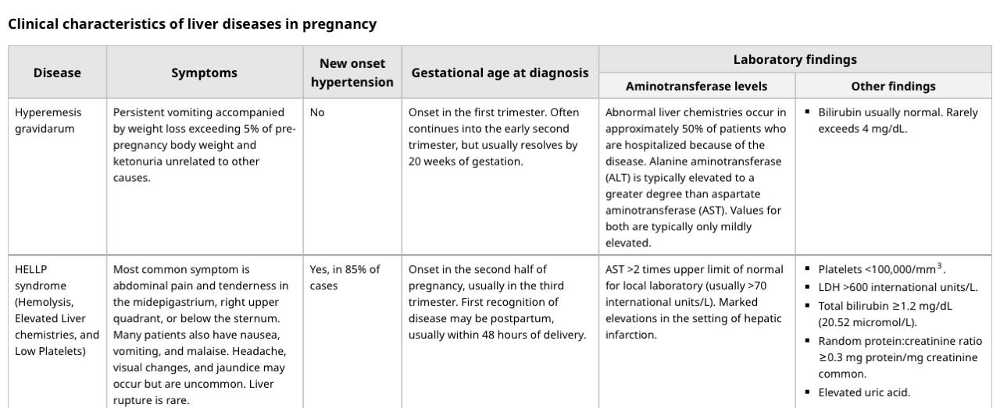 Clinical characteristics of liver diseases in pregnancy
Disease
Symptoms
New onset
hypertension
Gestational age at diagnosis
Laboratory findings
Aminotransferase levels
Other findings
Hyperemesis
gravidarum
Persistent vomiting accompanied
by weight loss exceeding 5% of pre-
pregnancy body weight and
ketonuria unrelated to other
causes.
No
Onset in the first trimester. Often
continues into the early second
trimester, but usually resolves by
20 weeks of gestation.
Abnormal liver chemistries occur in
approximately 50% of patients who
are hospitalized because of the
disease. Alanine aminotransferase
(ALT) is typically elevated to a
greater degree than aspartate
aminotransferase (AST). Values for
both are typically only mildly
elevated.
▪ Bilirubin usually normal. Rarely
exceeds 4 mg/dL.
HELLP
syndrome
(Hemolysis,
Elevated Liver
chemistries, and
Low Platelets)
Most common symptom is
abdominal pain and tenderness in
the midepigastrium, right upper
quadrant, or below the sternum.
Many patients also have nausea,
vomiting, and malaise. Headache,
visual changes, and jaundice may
occur but are uncommon. Liver
rupture is rare.
Yes, in 85% of
cases
Onset in the second half of
pregnancy, usually in the third
trimester. First recognition of
disease may be postpartum,
usually within 48 hours of delivery.
AST >2 times upper limit of normal
for local laboratory (usually >70
international units/L). Marked
elevations in the setting of hepatic
infarction.
▪ Platelets <100,000/mm³.
▪ LDH >600 international units/L.
▪ Total bilirubin ≥1.2 mg/dL
(20.52 micromol/L).
▪ Random protein:creatinine ratio
≥0.3 mg protein/mg creatinine
common.
▪ Elevated uric acid.